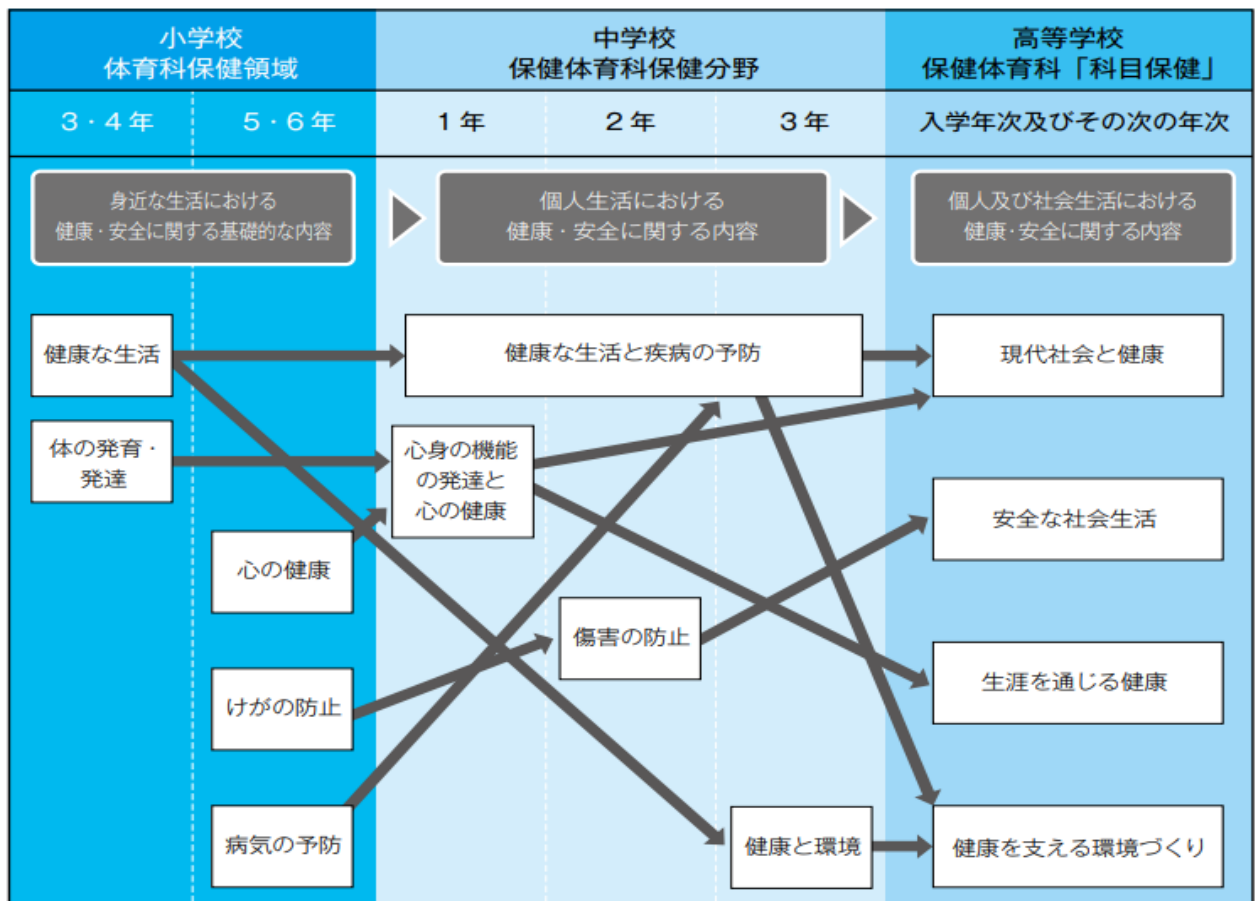 小学校
体育科保健領域
中学校
保健体育科保健分野
高等学校
保健体育科「科目保健」
3・4年
5・6年
1年
2年
3年
入学年次及びその次の年次
身近な生活における
健康・安全に関する基礎的な内容
個人生活における
健康・安全に関する内容
個人及び社会生活における
健康・安全に関する内容
健康な生活
健康な生活と疾病の予防
現代社会と健康
体の発育・
発達
心身の機能
の発達と
心の健康
安全な社会生活
心の健康
傷害の防止
生涯を通じる健康
けがの防止
病気の予防
健康と環境
健康を支える環境づくり